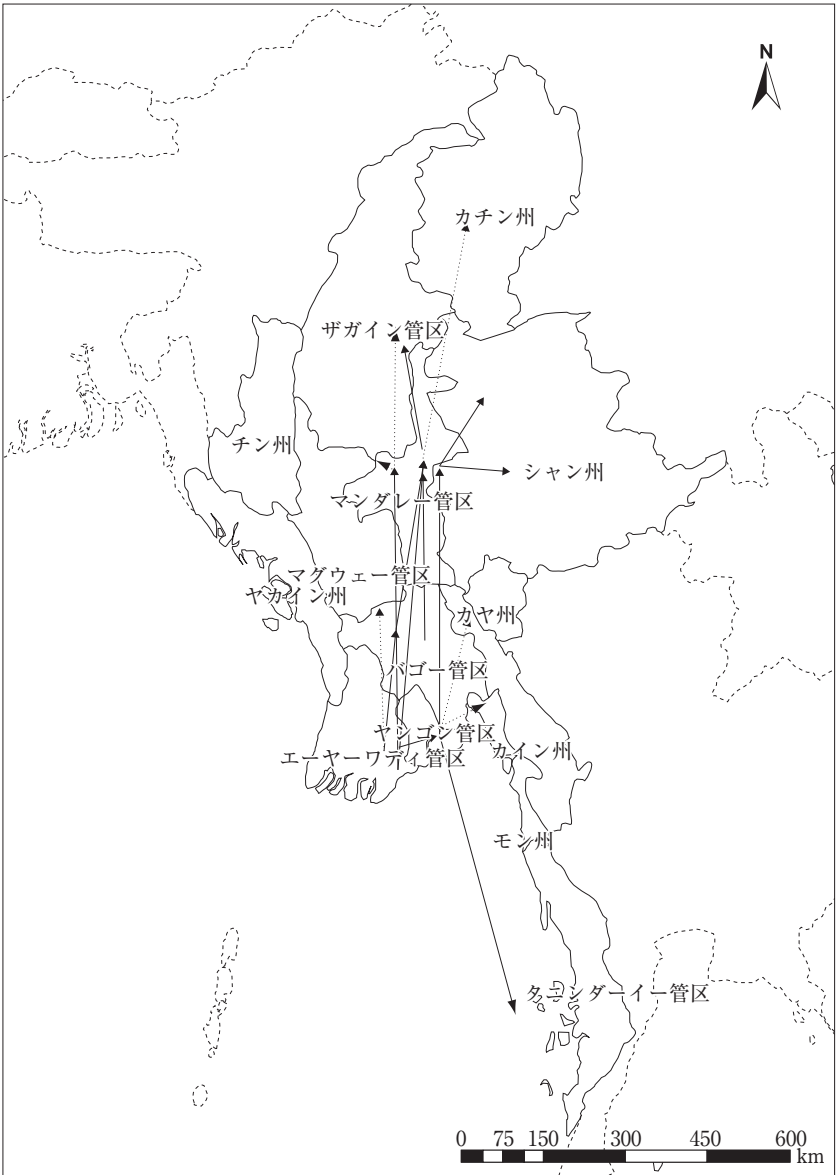 N
カチン州
ザガイン管区
チン州
シャン州
マンダレー管区
マグウェー管区
ヤカイン州
カヤ州
バゴー管区
ヤンゴン管区
エーヤーワディ管区
カイン州
モン州
タニンダーイー管区
0 75 150 300 450 600
km